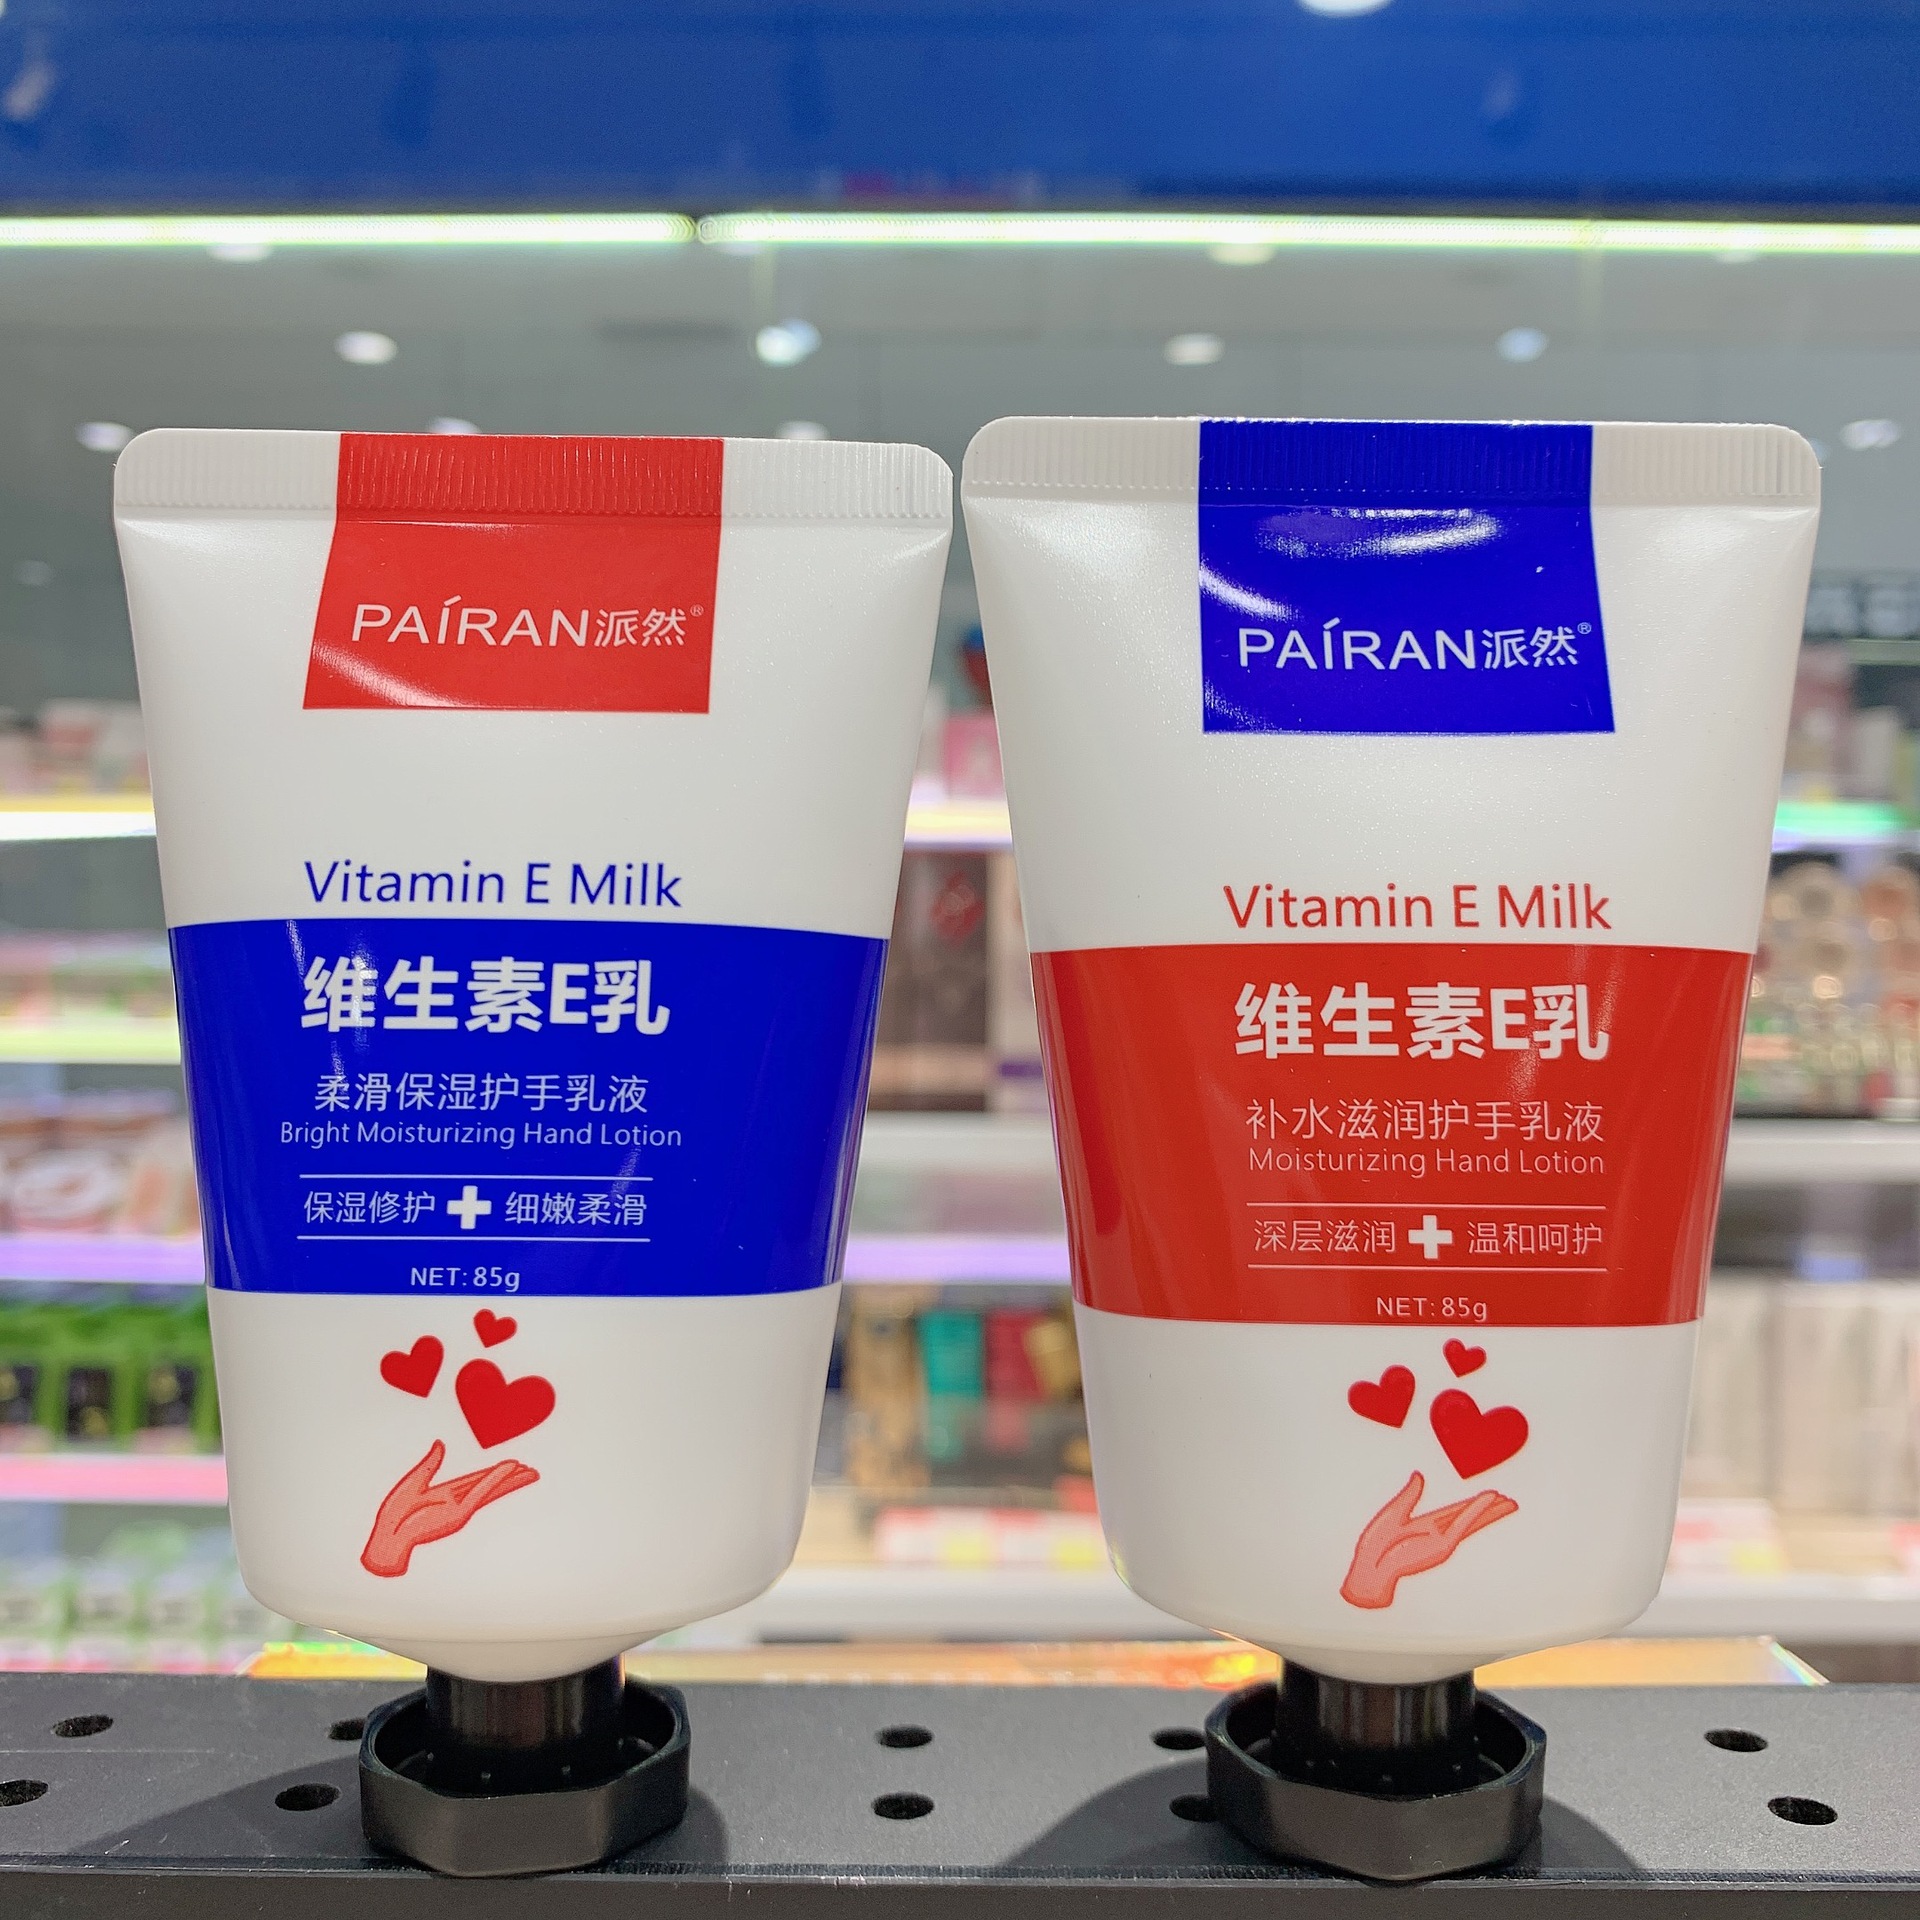 PAÍRAN派然®
Vitamin E Milk
维生素E乳
柔滑保湿护手乳液
Bright Moisturizing Hand Lotion
保湿修护+细嫩柔滑
NET: 85g
PAÍRAN派然®
Vitamin E Milk
维生素E乳
补水滋润护手乳液
Moisturizing Hand Lotion
深层滋润+温和呵护
NET: 85g